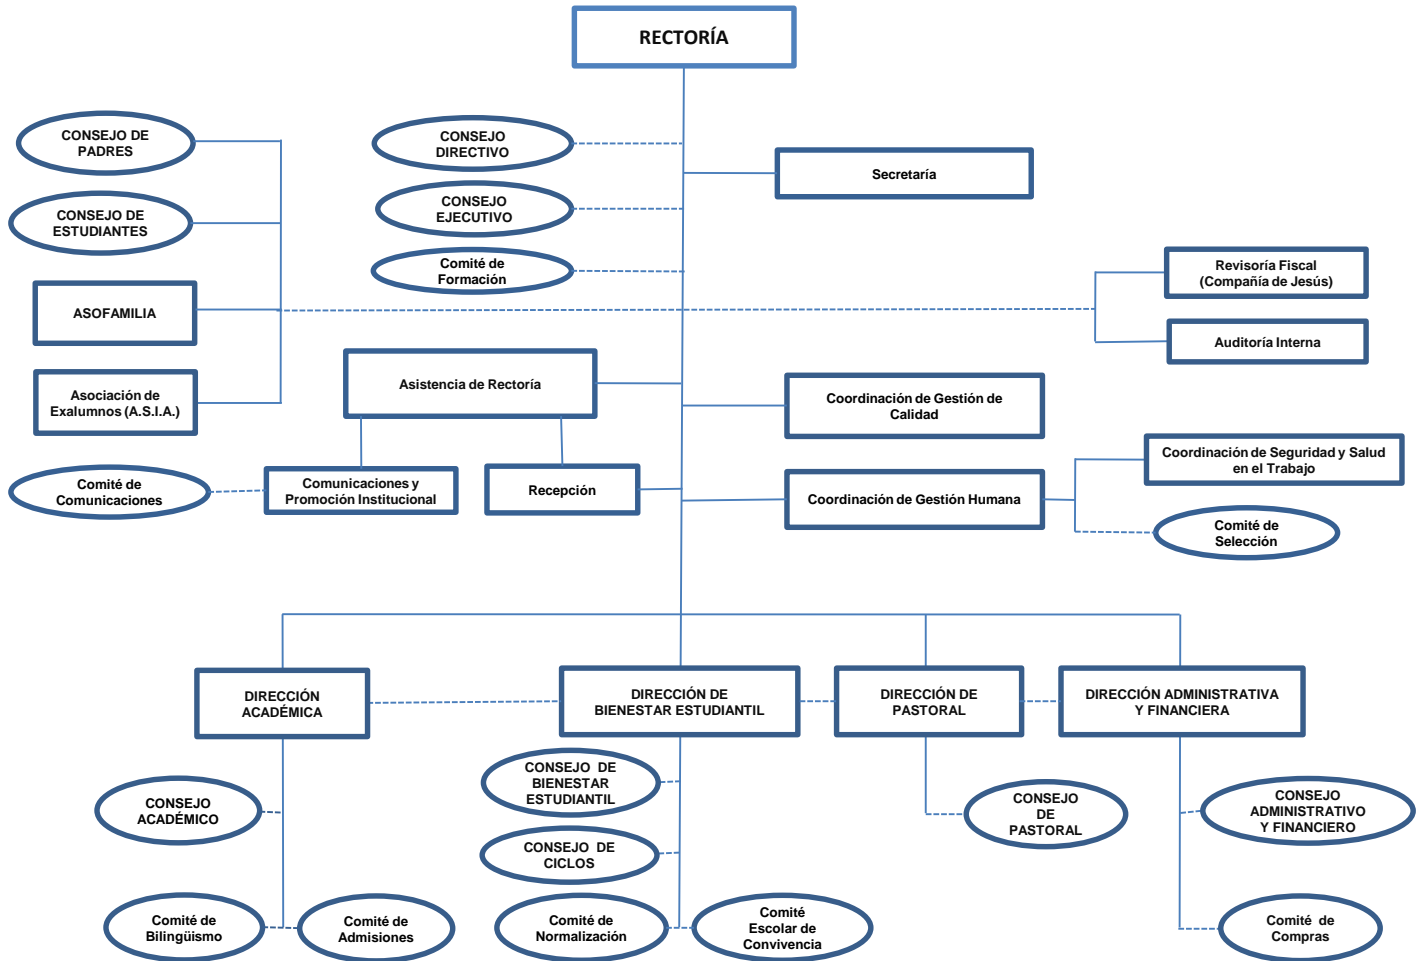 RECTORÍA
CONSEJO DE
PADRES
CONSEJO
DIRECTIVO
Secretaría
CONSEJO DE
ESTUDIANTES
CONSEJO
EJECUTIVO
Comité de
Formación
Revisoría Fiscal
(Compañía de Jesús)
ASOFAMILIA
Auditoría Interna
Asistencia de Rectoría
Asociación de
Exalumnos (A.S.I.A.)
Coordinación de Gestión de
Calidad
Coordinación de Seguridad y Salud
en el Trabajo
Comité de
Comunicaciones
Comunicaciones y
Promoción Institucional
Recepción
Coordinación de Gestión Humana
Comité de
Selección
DIRECCIÓN
ACADÉMICA
DIRECCIÓN DE
BIENESTAR ESTUDIANTIL
DIRECCIÓN DE
PASTORAL
DIRECCIÓN ADMINISTRATIVA
Y FINANCIERA
CONSEJO
ACADÉMICO
CONSEJO DE
BIENESTAR
ESTUDIANTIL
CONSEJO
DE
PASTORAL
CONSEJO
ADMINISTRATIVO
Y FINANCIERO
CONSEJO DE
CICLOS
Comité de
Bilingüismo
Comité de
Admisiones
Comité de
Normalización
Comité
Escolar de
Convivencia
Comité de
Compras